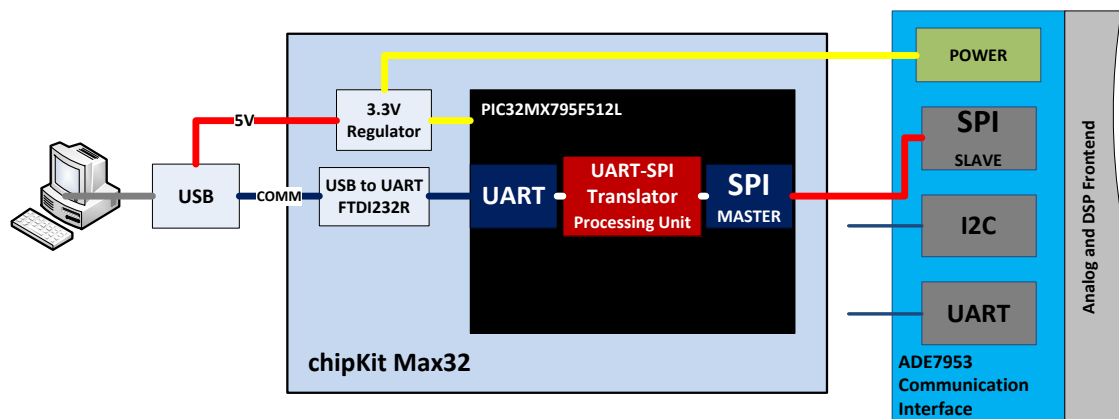 POWER
3.3V
Regulator
PIC32MX795F512L
5V
SPI
SLAVE
USB
COMM
USB to UART
FTDI232R
UART
UART-SPI
Translator
Processing Unit
SPI
MASTER
I2C
UART
chipKit Max32
ADE7953
Communication
Interface
Analog and DSP Frontend